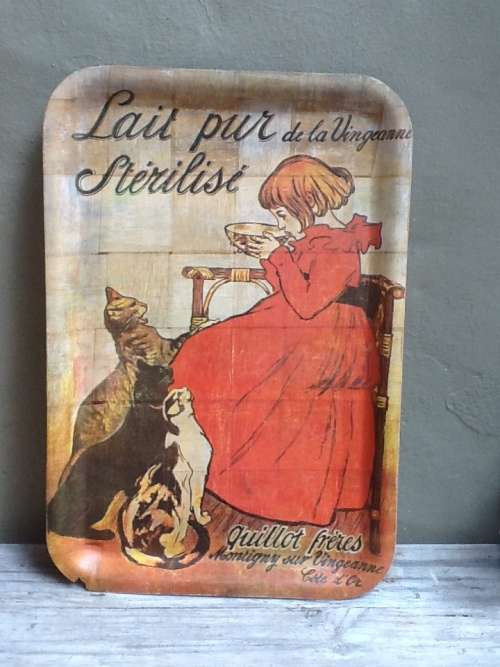 Lait pur de la Vingeanne
Stérilisé
Quillot frères
Montigny sur Vingeanne
Côte d'Or